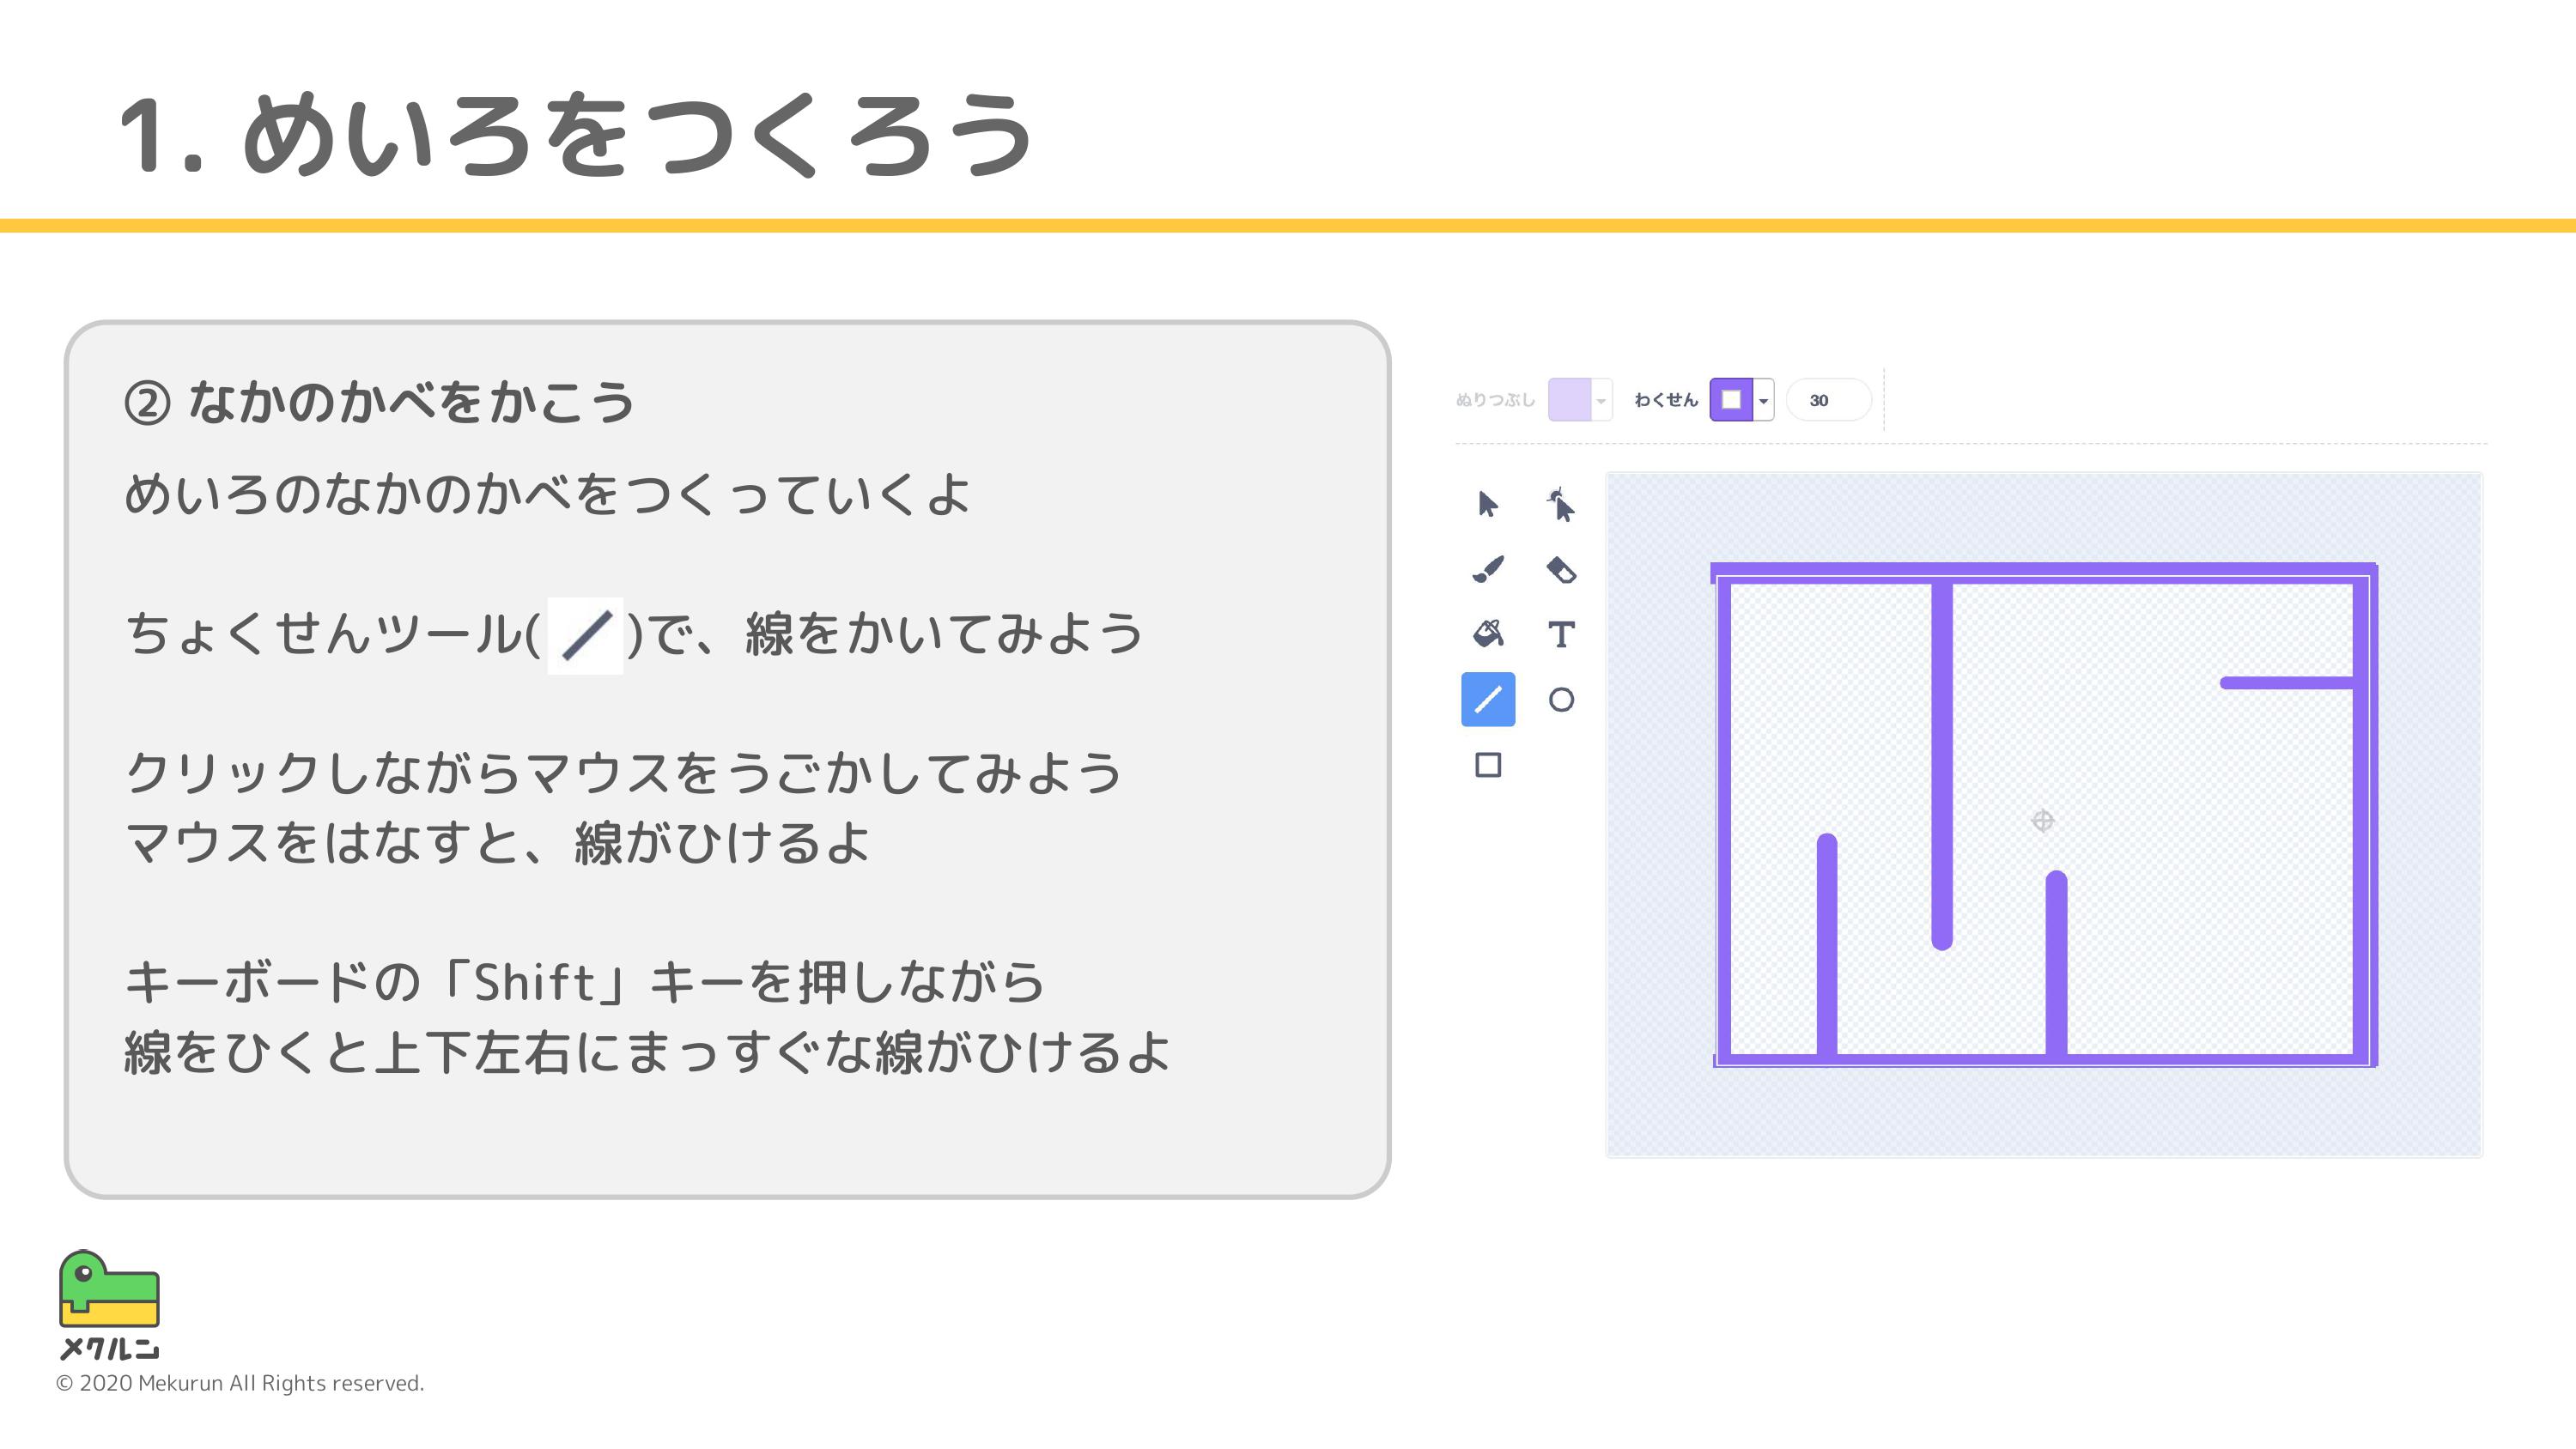 1. めいろをつくろう
② なかのかべをかこう
めいろのなかのかべをつくっていくよ
ちょくせんツール( )で、線をかいてみよう
クリックしながらマウスをうごかしてみよう
マウスをはなすと、線がひけるよ
キーボードの「Shift」キーを押しながら
線をひくと上下左右にまっすぐな線がひけるよ
ぬりつぶし わくせん 30
T
メクルン
© 2020 Mekurun All Rights reserved.